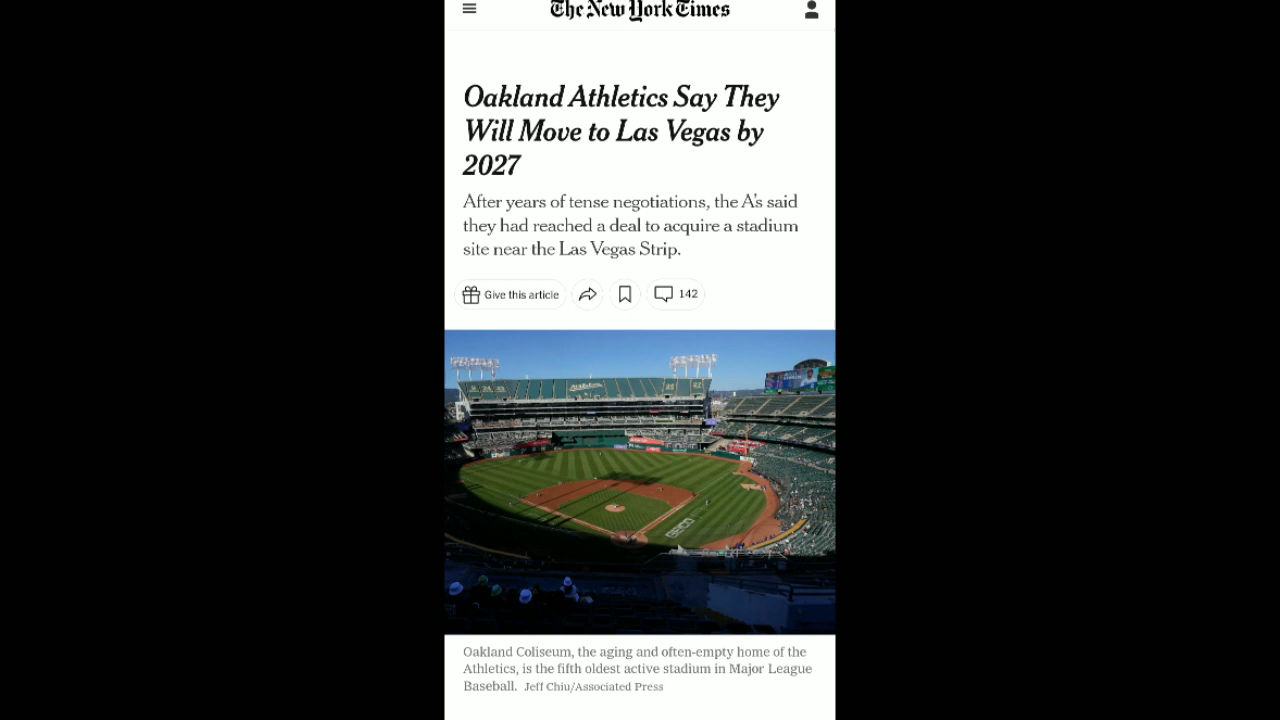 The New York Times
Oakland Athletics Say They
Will Move to Las Vegas by
2027
After years of tense negotiations, the A's said
they had reached a deal to acquire a stadium
site near the Las Vegas Strip.
Give this article
142
Athletics
GEICO
Oakland Coliseum, the aging and often-empty home of the
Athletics, is the fifth oldest active stadium in Major League
Baseball. Jeff Chiu/Associated Press